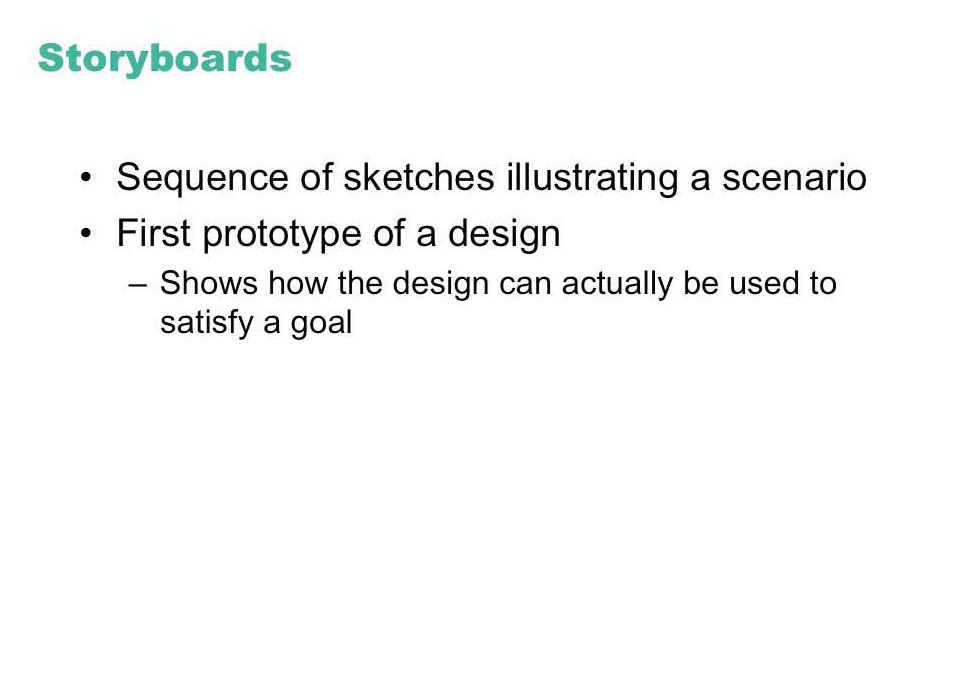 Storyboards
• Sequence of sketches illustrating a scenario
• First prototype of a design
– Shows how the design can actually be used to
satisfy a goal